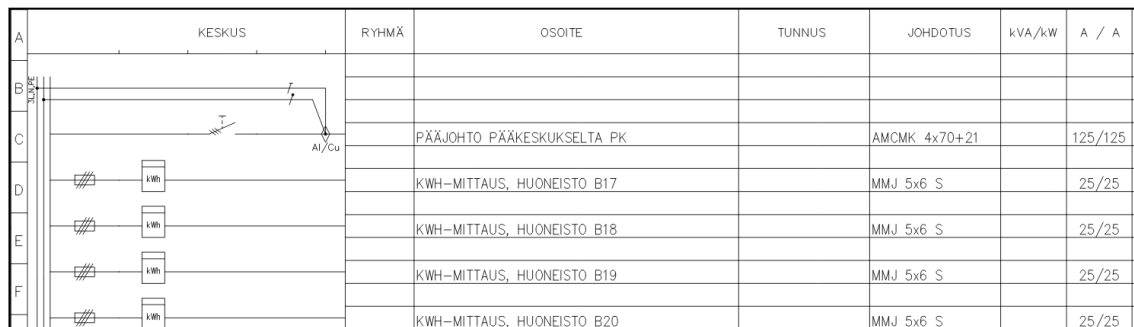 A KESKUS RYHMÄ OSOITE TUNNUS JOHDOTUS kVA/kW A / A
B 3L,N,PE
C Al/Cu PÄÄJOHTO PÄÄKESKUKSELTA PK AMCMK 4x70+21 125/125
D kWh KWH-MITTAUS, HUONEISTO B17 MMJ 5x6 S 25/25
E kWh KWH-MITTAUS, HUONEISTO B18 MMJ 5x6 S 25/25
F kWh KWH-MITTAUS, HUONEISTO B19 MMJ 5x6 S 25/25
kWh KWH-MITTAUS, HUONEISTO B20 MMJ 5x6 S 25/25